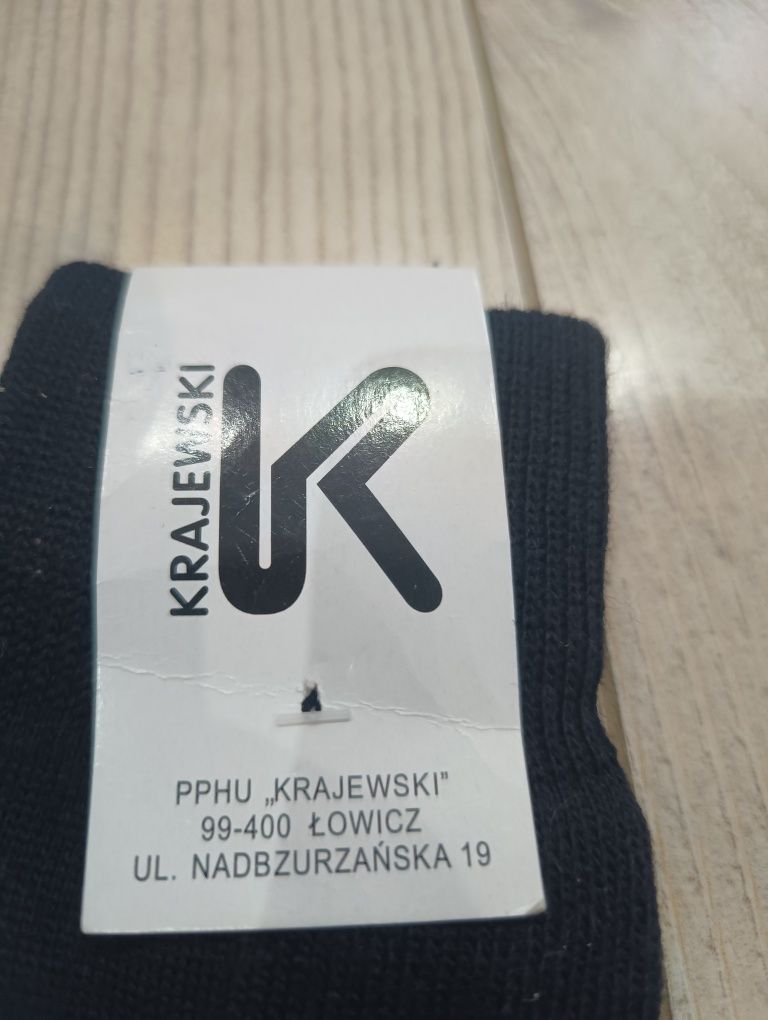 KRAJEWSKI
K
PPHU „KRAJEWSKI”
99-400 ŁOWICZ
UL. NADBZURZAŃSKA 19